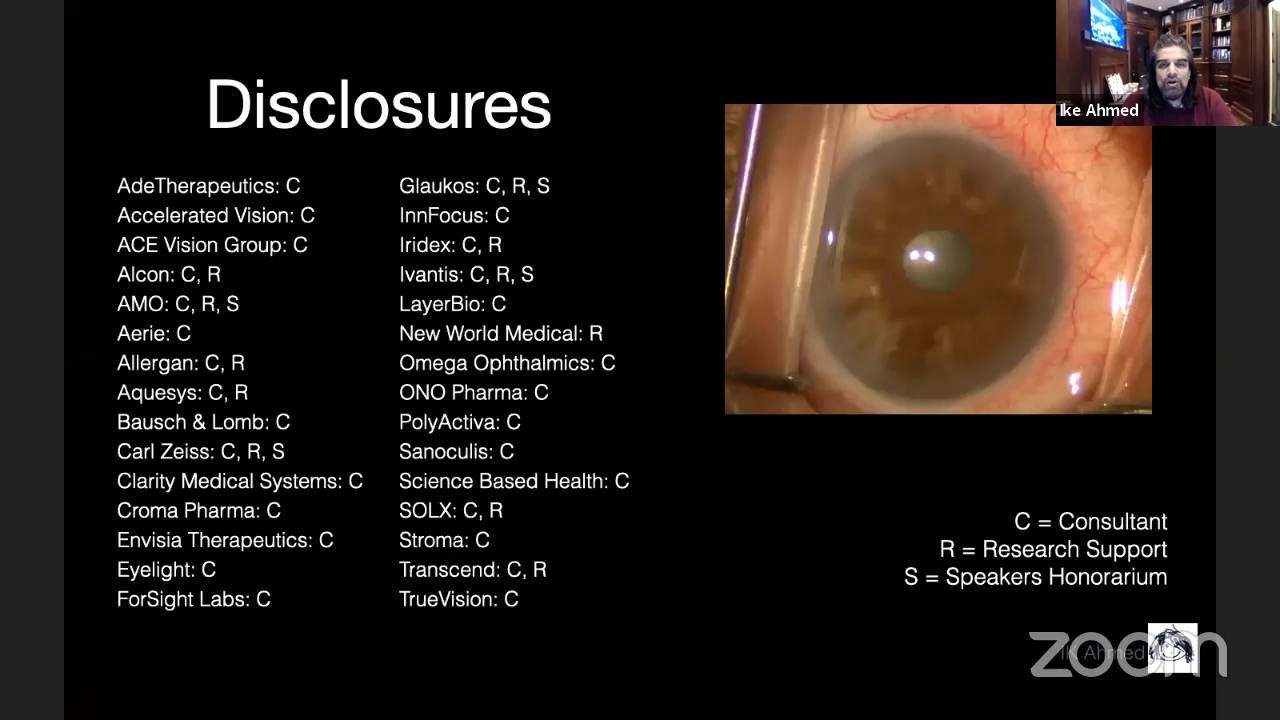 Disclosures
AdeTherapeutics: C
Accelerated Vision: C
ACE Vision Group: C
Alcon: C, R
AMO: C, R, S
Aerie: C
Allergan: C, R
Aquesys: C, R
Bausch & Lomb: C
Carl Zeiss: C, R, S
Clarity Medical Systems: C
Croma Pharma: C
Envisia Therapeutics: C
Eyelight: C
ForSight Labs: C
Glaukos: C, R, S
InnFocus: C
Iridex: C, R
Ivantis: C, R, S
LayerBio: C
New World Medical: R
Omega Ophthalmics: C
ONO Pharma: C
PolyActiva: C
Sanoculis: C
Science Based Health: C
SOLX: C, R
Stroma: C
Transcend: C, R
TrueVision: C
Ike Ahmed
C = Consultant
R = Research Support
S = Speakers Honorarium
IK Ahmed
zoom